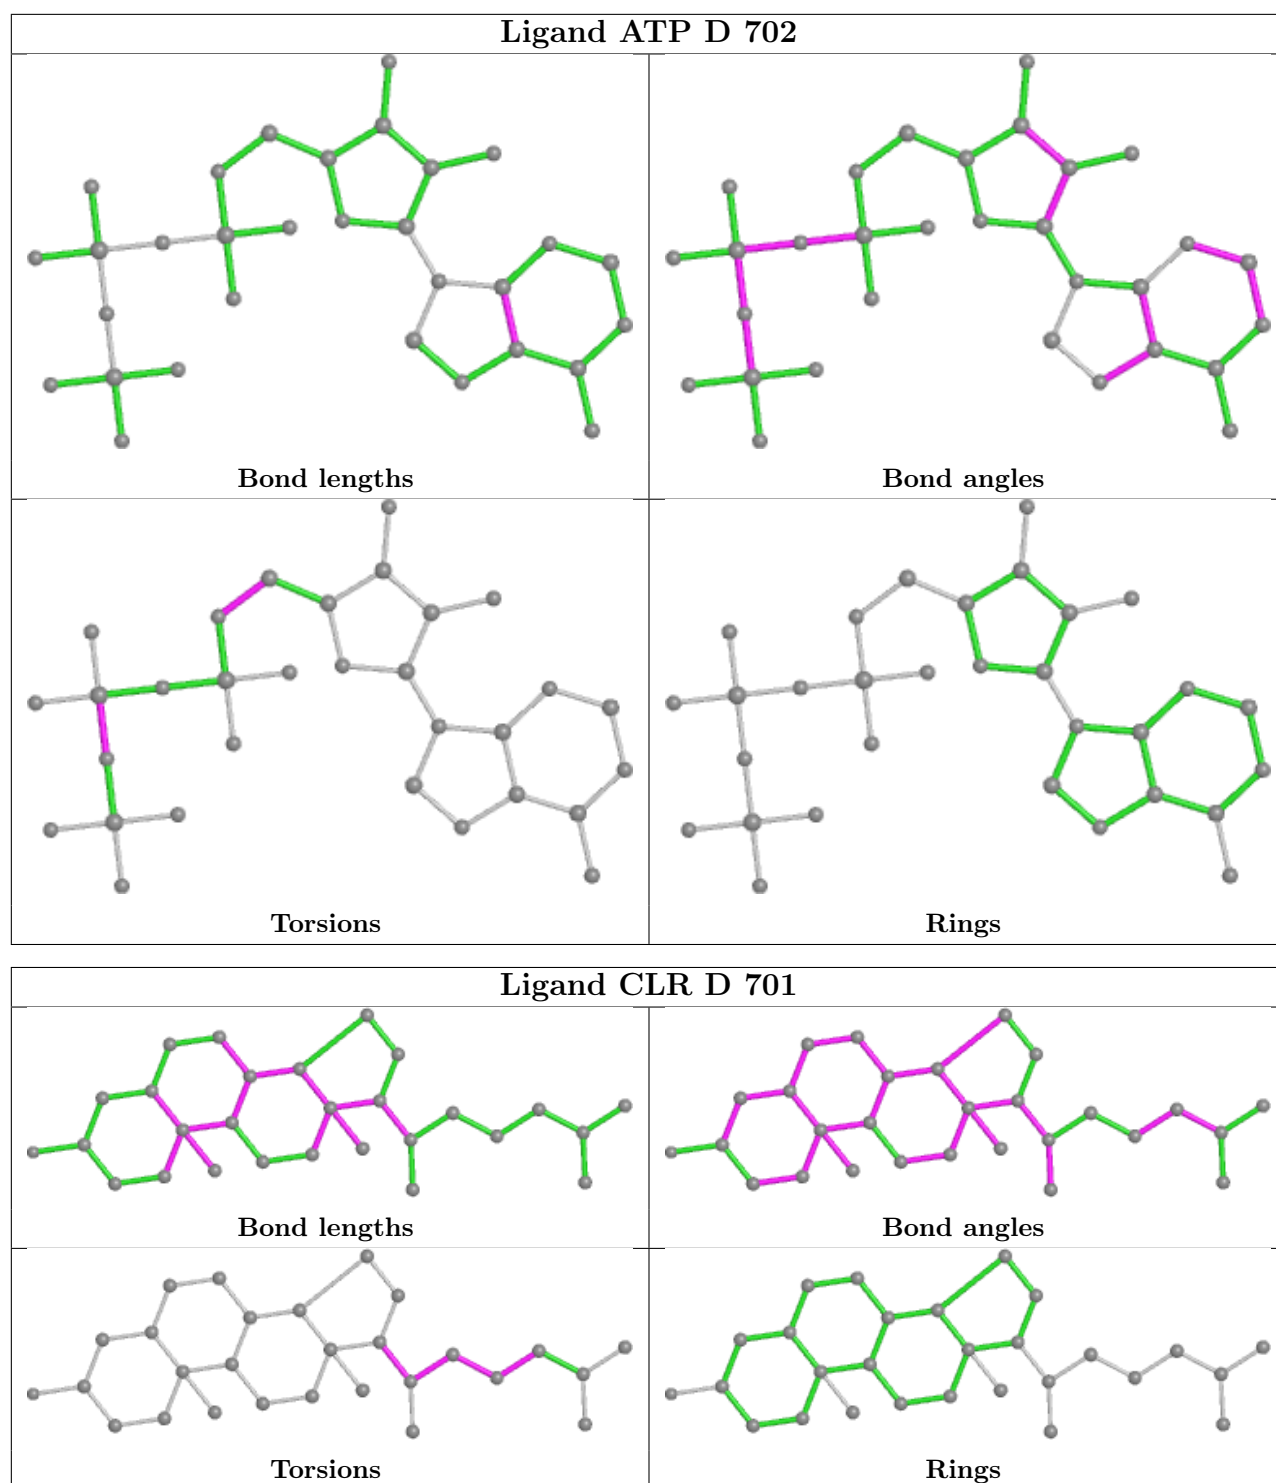 Ligand ATP D 702
Bond lengths
Bond angles
Torsions
Rings
Ligand CLR D 701
Bond lengths
Bond angles
Torsions
Rings